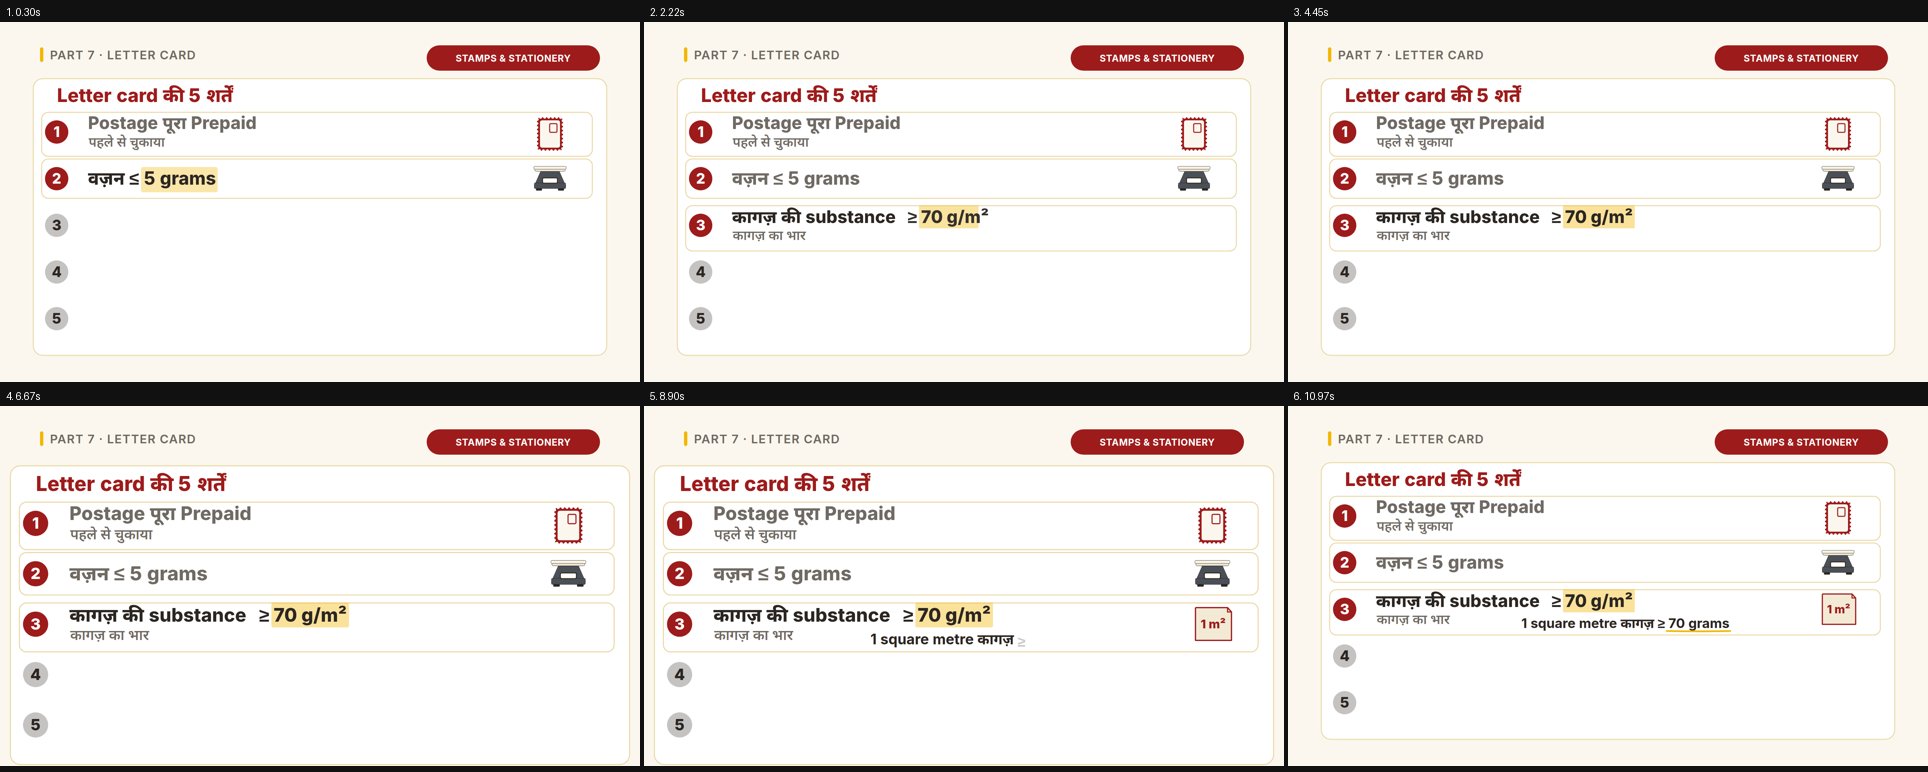 1. 0.30s
PART 7 · LETTER CARD
STAMPS & STATIONERY
Letter card की 5 शर्तें
1 Postage पूरा Prepaid
पहले से चुकाया
2 वज़न ≤ 5 grams
3
4
5
2. 2.22s
PART 7 · LETTER CARD
STAMPS & STATIONERY
Letter card की 5 शर्तें
1 Postage पूरा Prepaid
पहले से चुकाया
2 वज़न ≤ 5 grams
3 कागज़ की substance ≥ 70 g/m²
कागज़ का भार
4
5
3. 4.45s
PART 7 · LETTER CARD
STAMPS & STATIONERY
Letter card की 5 शर्तें
1 Postage पूरा Prepaid
पहले से चुकाया
2 वज़न ≤ 5 grams
3 कागज़ की substance ≥ 70 g/m²
कागज़ का भार
4
5
4. 6.67s
PART 7 · LETTER CARD
STAMPS & STATIONERY
Letter card की 5 शर्तें
1 Postage पूरा Prepaid
पहले से चुकाया
2 वज़न ≤ 5 grams
3 कागज़ की substance ≥ 70 g/m²
कागज़ का भार
4
5
5. 8.90s
PART 7 · LETTER CARD
STAMPS & STATIONERY
Letter card की 5 शर्तें
1 Postage पूरा Prepaid
पहले से चुकाया
2 वज़न ≤ 5 grams
3 कागज़ की substance ≥ 70 g/m² 1 m²
कागज़ का भार 1 square metre कागज़ ≥
4
5
6. 10.97s
PART 7 · LETTER CARD
STAMPS & STATIONERY
Letter card की 5 शर्तें
1 Postage पूरा Prepaid
पहले से चुकाया
2 वज़न ≤ 5 grams
3 कागज़ की substance ≥ 70 g/m² 1 m²
कागज़ का भार 1 square metre कागज़ ≥ 70 grams
4
5